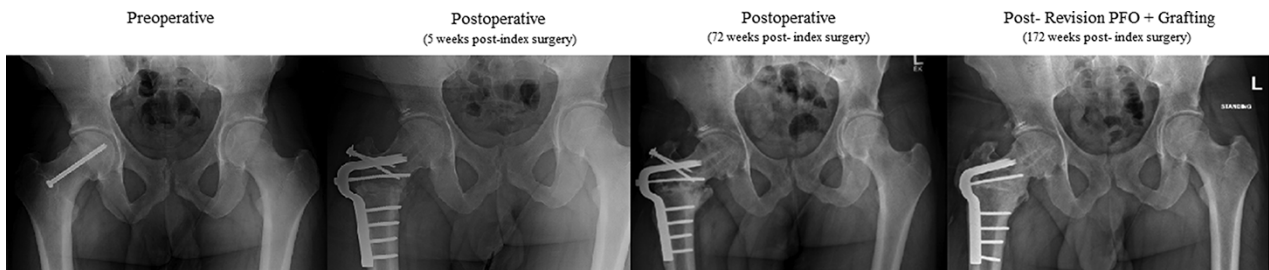 Preoperative
Postoperative
(5 weeks post-index surgery)
Postoperative
(72 weeks post- index surgery)
Post- Revision PFO + Grafting
(172 weeks post- index surgery)
L
EK
L
STANDING